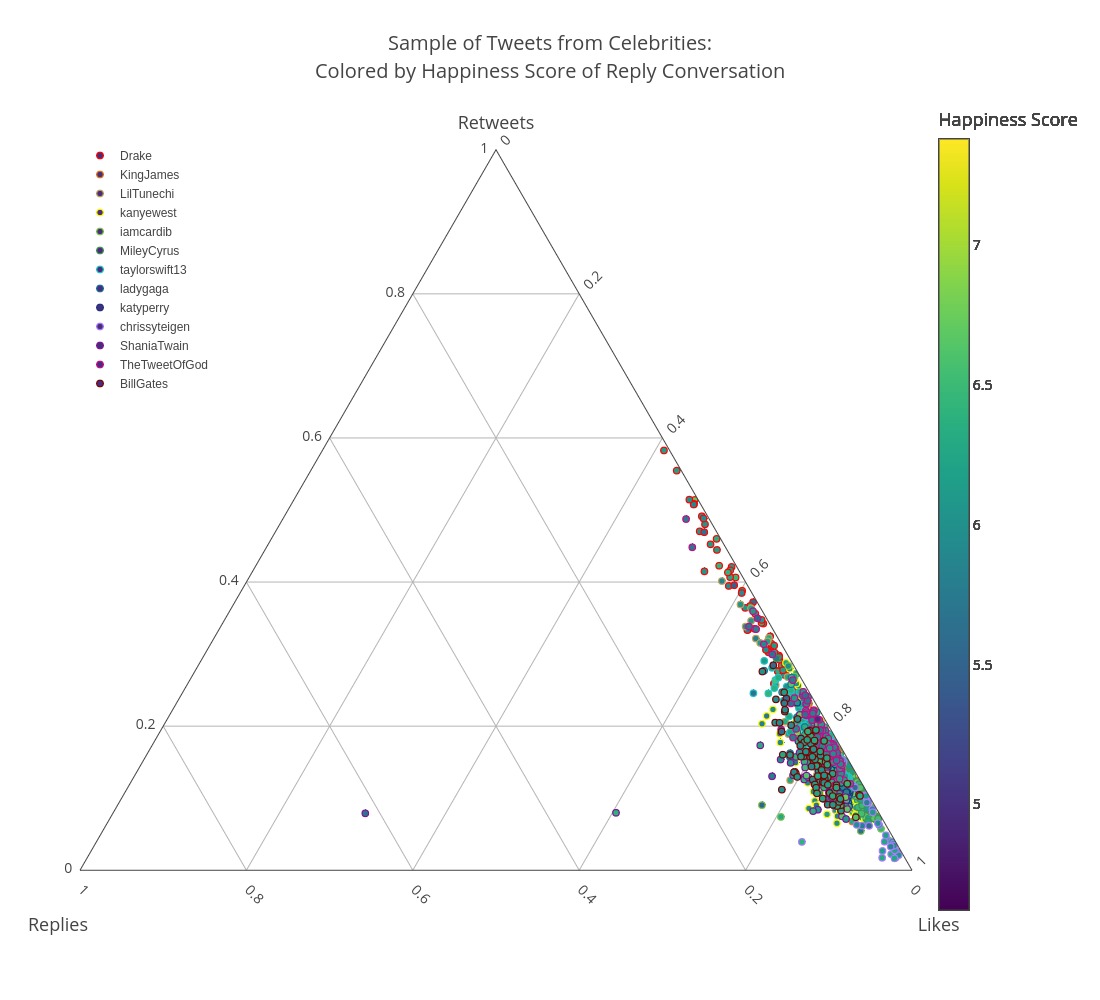 Sample of Tweets from Celebrities:
Colored by Happiness Score of Reply Conversation
Happiness Score
Retweets
Drake
KingJames
LilTunechi
kanyewest
iamcardib
MileyCyrus
taylorswift13
ladygaga
katyperry
chrissyteigen
ShaniaTwain
TheTweetOfGod
BillGates
1
0.8
0.6
0.4
0.2
0
0
0.2
0.4
0.6
0.8
1
1
0.8
0.6
0.4
0.2
0
Replies
Likes
7
6.5
6
5.5
5